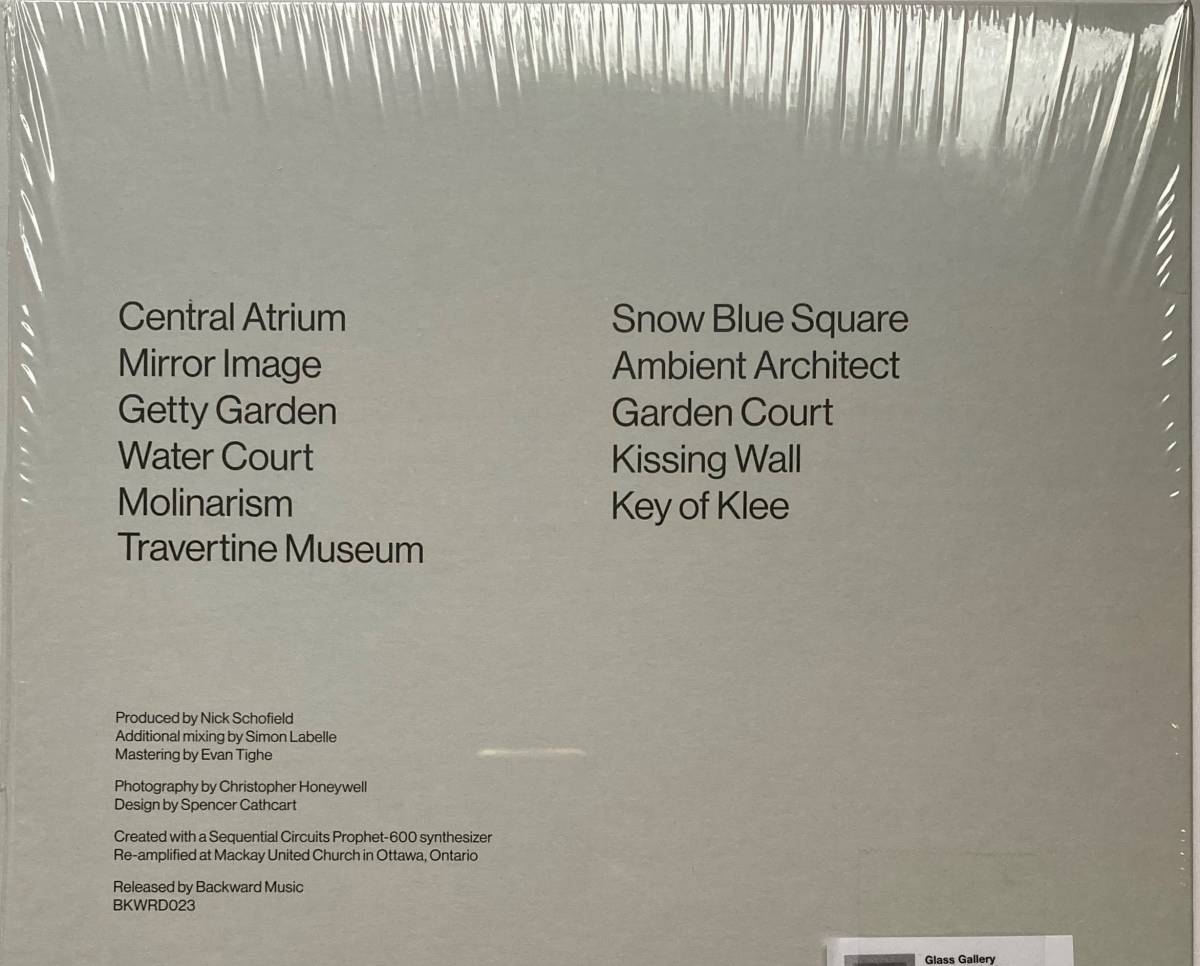 Central Atrium
Mirror Image
Getty Garden
Water Court
Molinarism
Travertine Museum
Snow Blue Square
Ambient Architect
Garden Court
Kissing Wall
Key of Klee
Produced by Nick Schofield
Additional mixing by Simon Labelle
Mastering by Evan Tighe
Photography by Christopher Honeywell
Design by Spencer Cathcart
Created with a Sequential Circuits Prophet-600 synthesizer
Re-amplified at Mackay United Church in Ottawa, Ontario
Released by Backward Music
BKWRD023
Glass Gallery